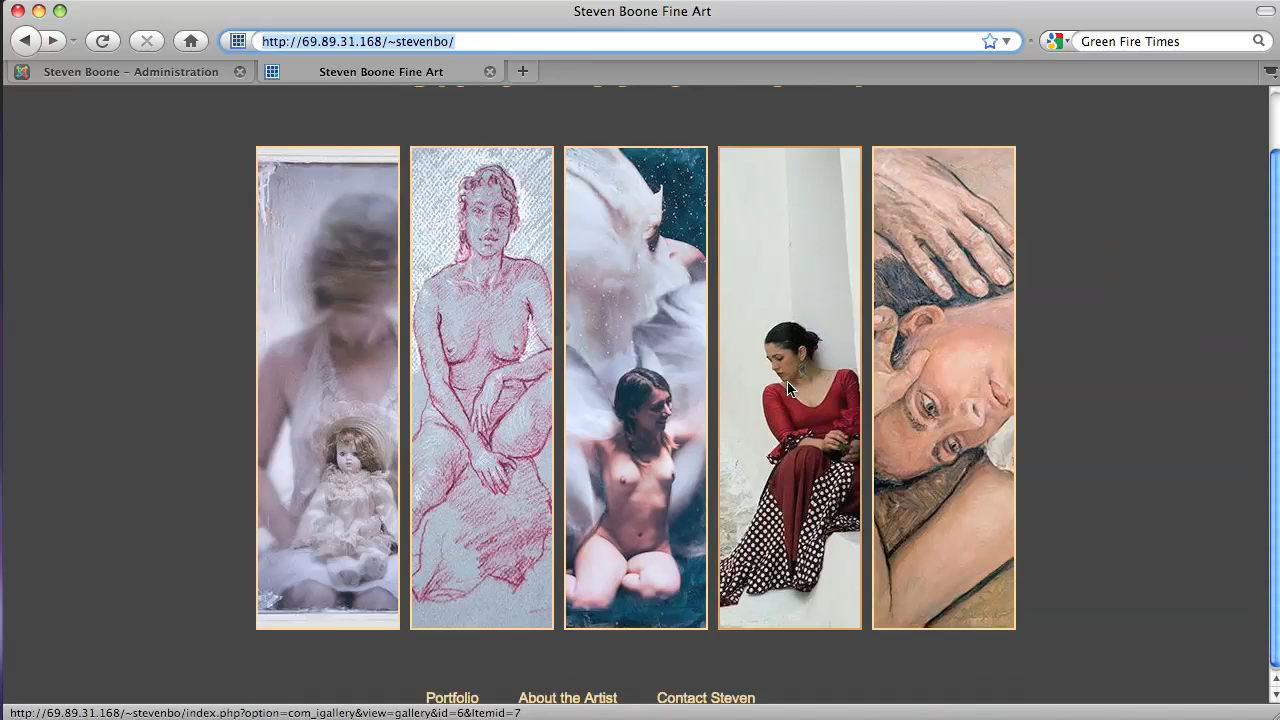 Steven Boone Fine Art
http://69.89.31.168/~stevenbo/
Green Fire Times
Steven Boone – Administration
Steven Boone Fine Art
Portfolio
About the Artist
Contact Steven
http://69.89.31.168/~stevenbo/index.php?option=com_igallery&view=gallery&id=6&Itemid=7